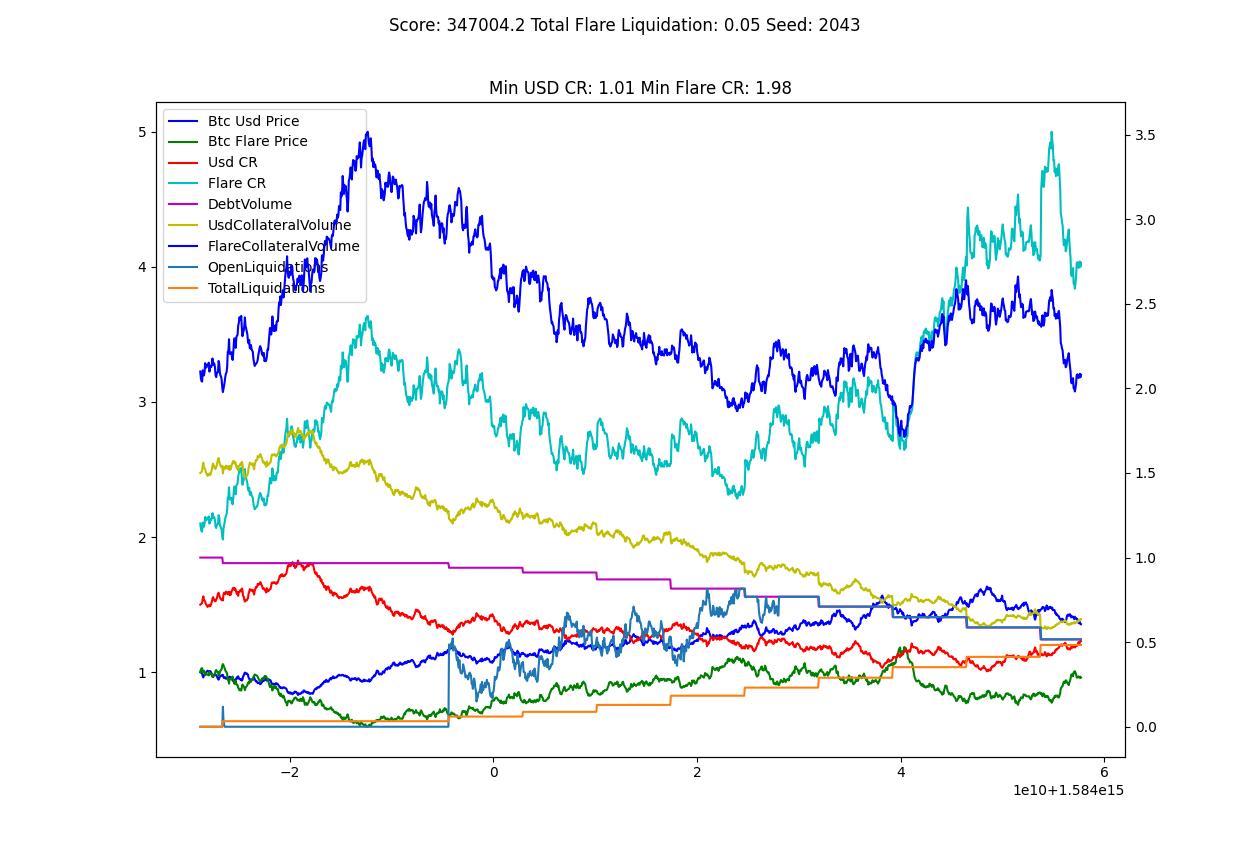 Score: 347004.2 Total Flare Liquidation: 0.05 Seed: 2043
Min USD CR: 1.01 Min Flare CR: 1.98
Btc Usd Price
Btc Flare Price
Usd CR
Flare CR
DebtVolume
UsdCollateralVolume
FlareCollateralVolume
OpenLiquidations
TotalLiquidations
5
4
3
2
1
3.5
3.0
2.5
2.0
1.5
1.0
0.5
0.0
−2 0 2 4 6
1e10+1.584e15